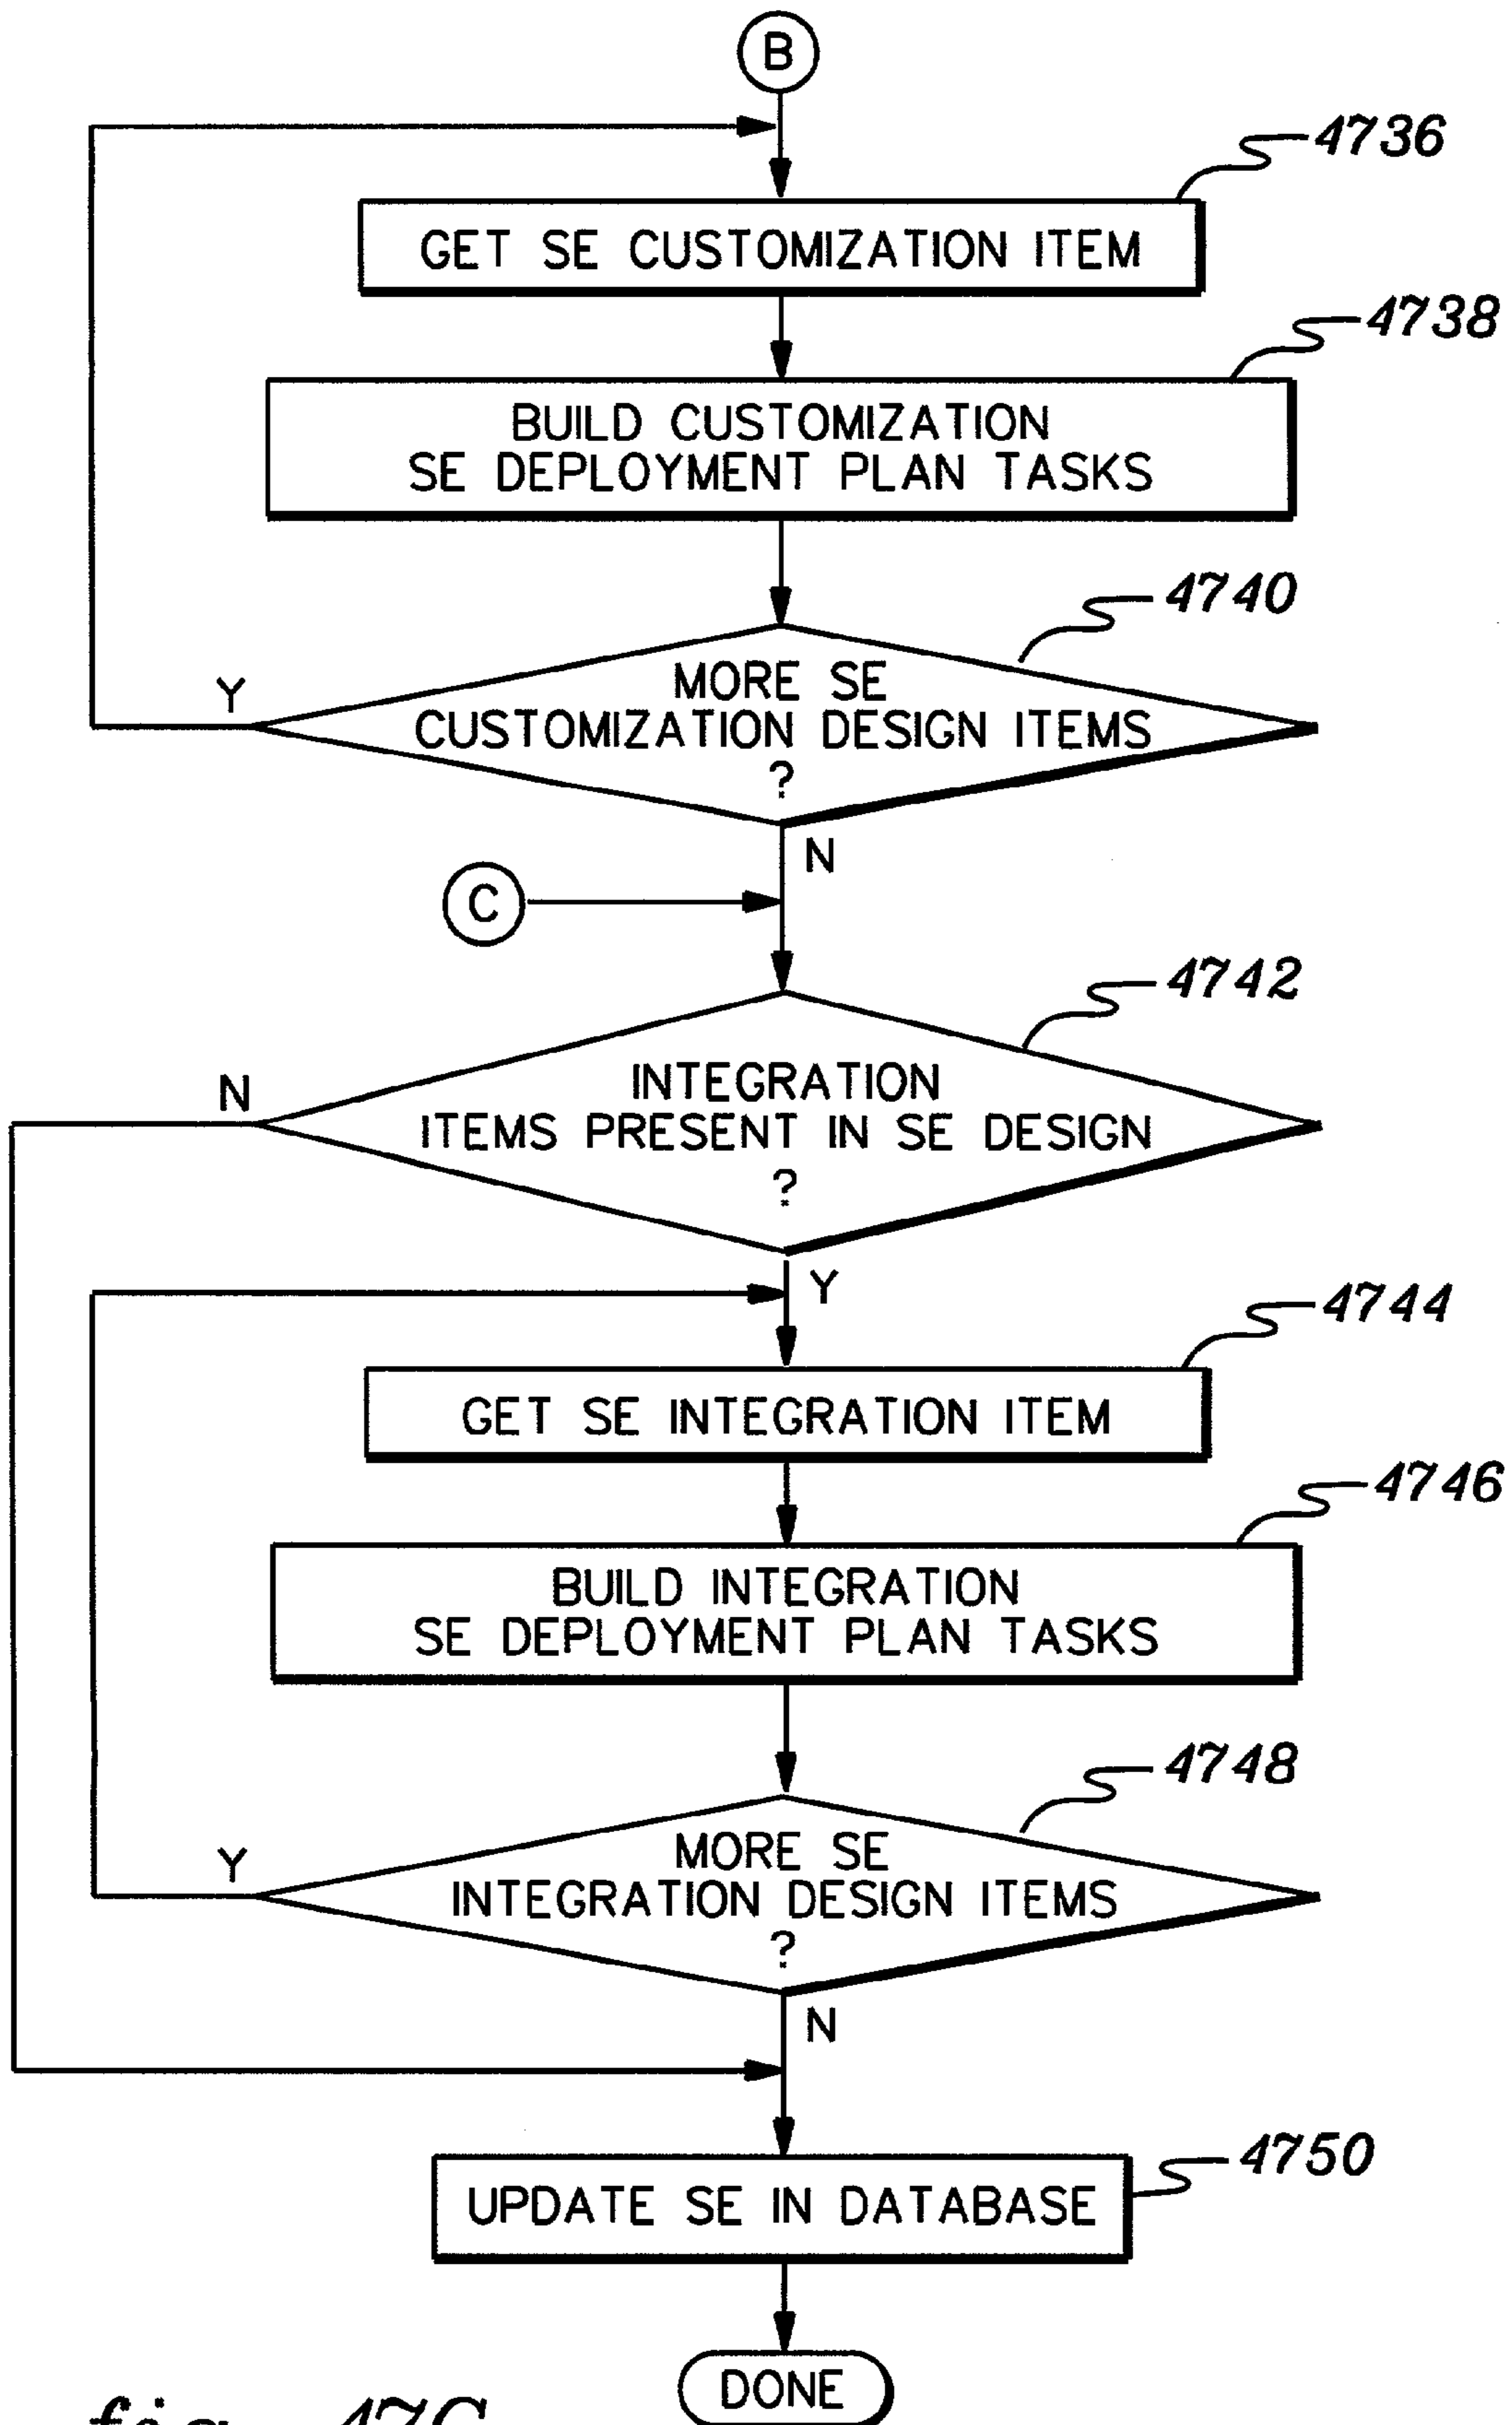 B
4736
GET SE CUSTOMIZATION ITEM
4738
BUILD CUSTOMIZATION
SE DEPLOYMENT PLAN TASKS
4740
MORE SE
CUSTOMIZATION DESIGN ITEMS
?
Y
N
C
4742
INTEGRATION
ITEMS PRESENT IN SE DESIGN
?
N
Y
4744
GET SE INTEGRATION ITEM
4746
BUILD INTEGRATION
SE DEPLOYMENT PLAN TASKS
4748
MORE SE
INTEGRATION DESIGN ITEMS
?
Y
N
4750
UPDATE SE IN DATABASE
DONE
fig. 47C